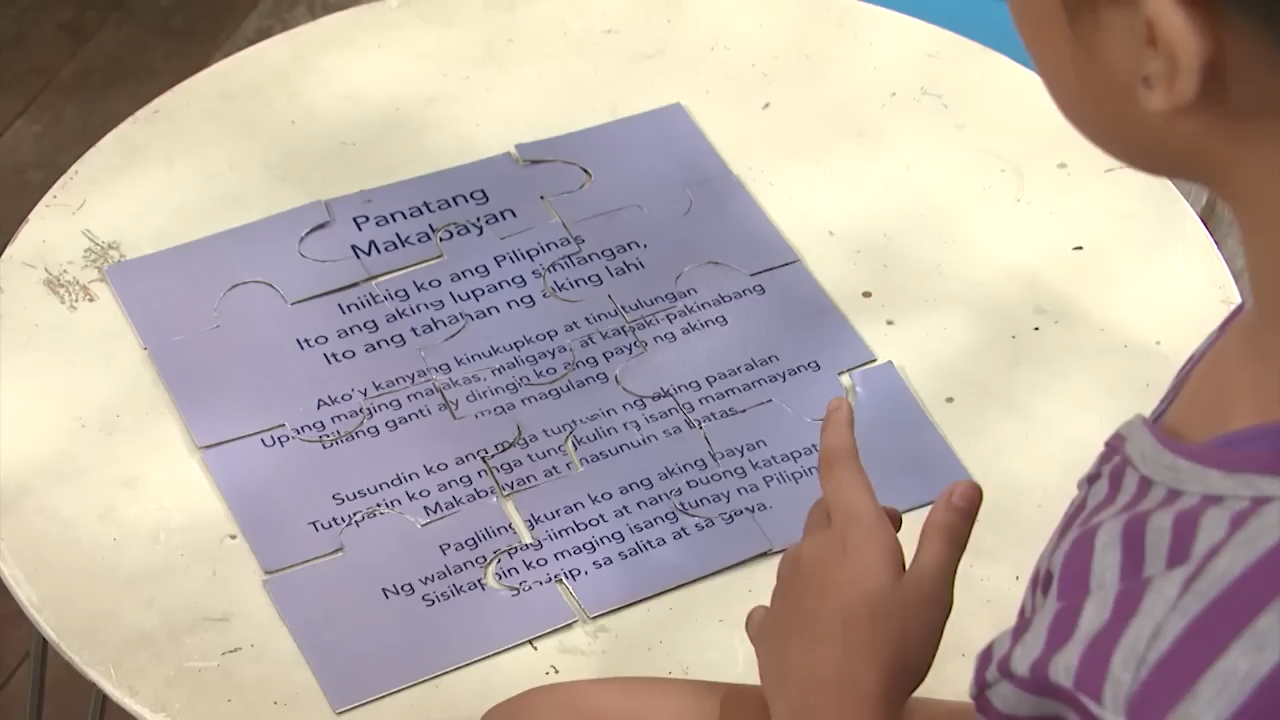 Panatang
Makabayan
Iniibig ko ang Pilipinas
Ito ang aking lupang sinilangan,
Ito ang tahanan ng aking lahi
Ako'y kanyang kinukupkop at tinutulungan
Upang maging malakas, maligaya, at kapaki-pakinabang
Bilang ganti ay diringin ko ang payo ng aking
mga magulang
Susundin ko ang mga tuntunin ng aking paaralan
Tutuparin ko ang mga tungkulin ng isang mamamayang
Makabayan at masunuin sa batas
Paglilingkuran ko ang aking bayan
Ng walang pag-iimbot at nang buong katapat
Sisikapin ko maging isang tunay na Pilipin
Sa isip, sa salita at sa gawa.